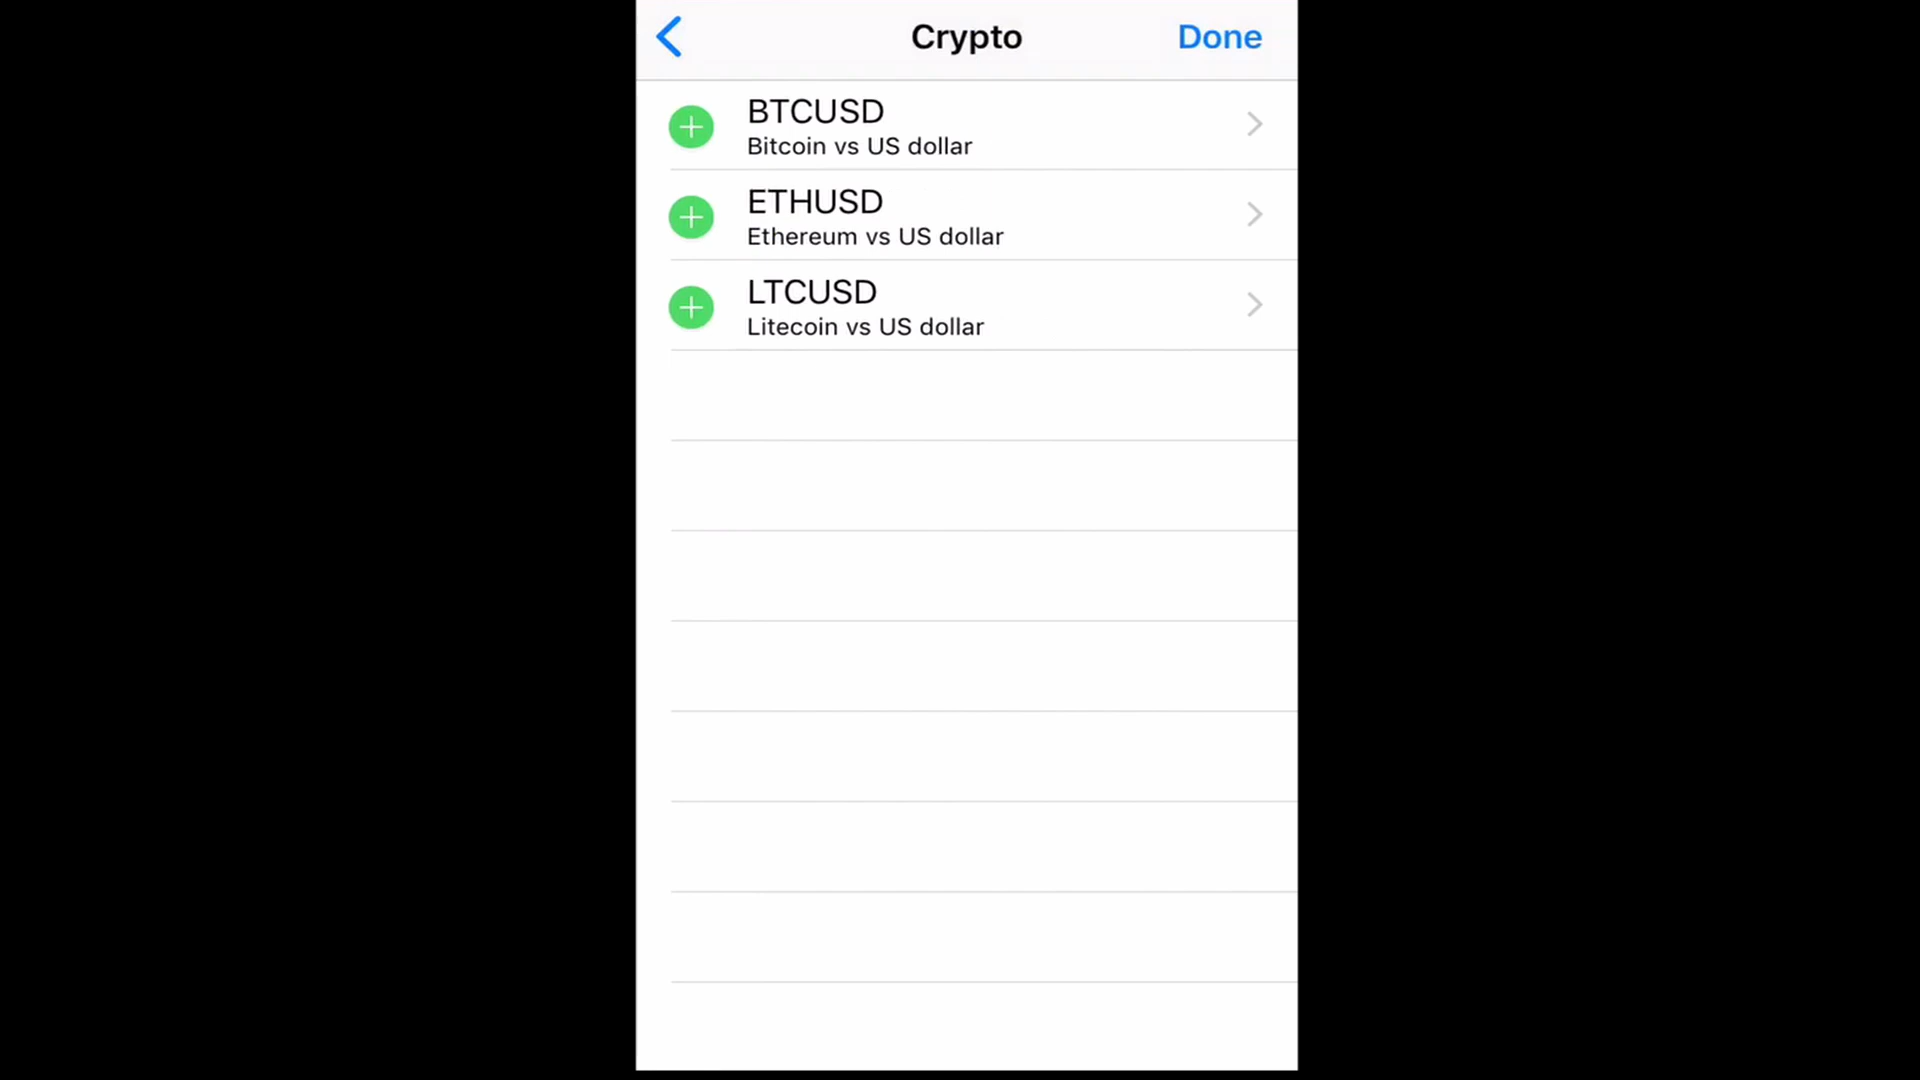 Crypto
Done
BTCUSD
Bitcoin vs US dollar
ETHUSD
Ethereum vs US dollar
LTCUSD
Litecoin vs US dollar